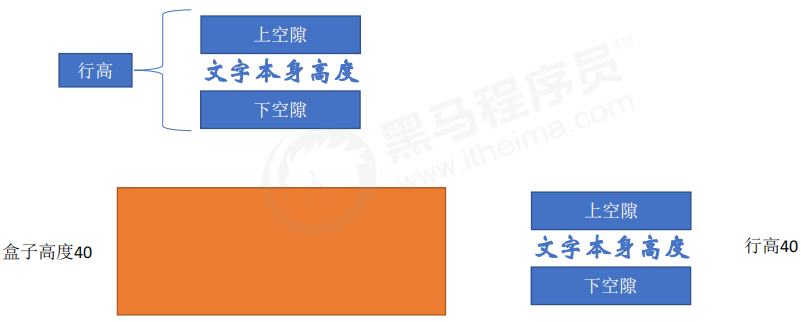 上空隙
行高
文字本身高度
下空隙
黑马程序员™
www.itheima.com
盒子高度40
上空隙
文字本身高度
行高40
下空隙